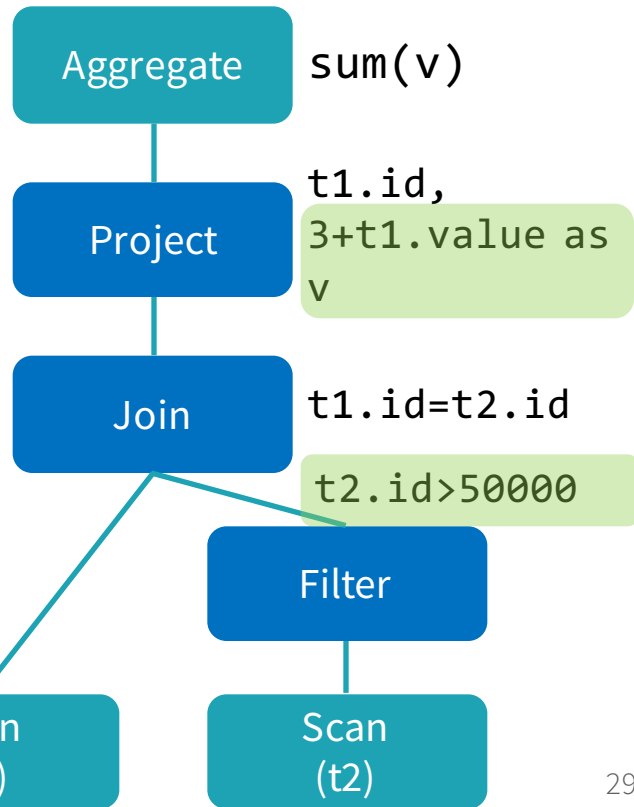 Aggregate
sum(v)
Project
t1.id,
3+t1.value as
v
Join
t1.id=t2.id
t2.id>50000
Filter
n
)
Scan
(t2)
29